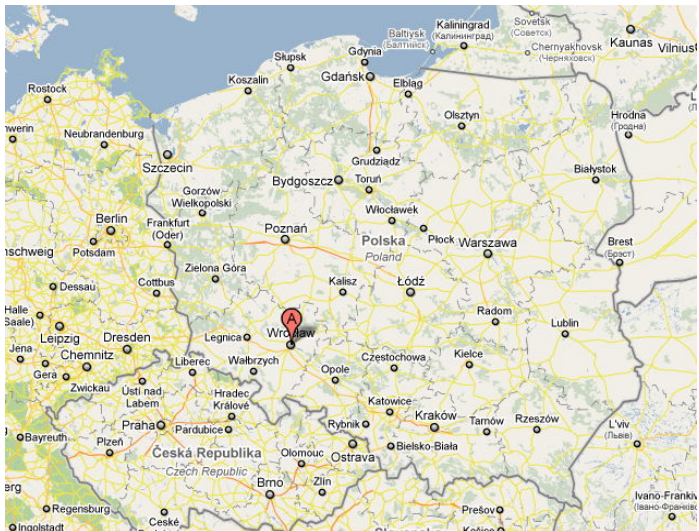 Baltiysk
(Балтийск)
Kaliningrad
(Калининград)
Sovetsk
(Советск)
Chernyakhovsk
(Черняховск)
Kaunas
Vilnius
Słupsk
Gdynia
Gdańsk
Koszalin
Elbląg
Rostock
Olsztyn
Hrodna
(Гродна)
Neubrandenburg
Szczecin
Grudziądz
Bydgoszcz
Toruń
Białystok
Gorzów
Wielkopolski
Włocławek
Berlin
Frankfurt
(Oder)
Potsdam
Poznań
Polska
Poland
Płock
Warszawa
Brest
(Брэст)
Zielona Góra
Dessau
Cottbus
Kalisz
Łódź
Halle
(Saale)
A
Radom
Leipzig
Dresden
Legnica
Wrocław
Lublin
Jena
Gera
Chemnitz
Liberec
Wałbrzych
Częstochowa
Kielce
Zwickau
Opole
Ústí nad
Labem
Hradec
Králové
Katowice
Praha
Pardubice
Rybnik
Kraków
Tarnów
Rzeszów
L'viv
(Львів)
Bayreuth
Plzeň
Česká Republika
Czech Republic
Olomouc
Ostrava
Bielsko-Biała
Brno
Zlín
Regensburg
České
Prešov
Ivano-Frankivs
(Івано-Франків
Ingolstadt